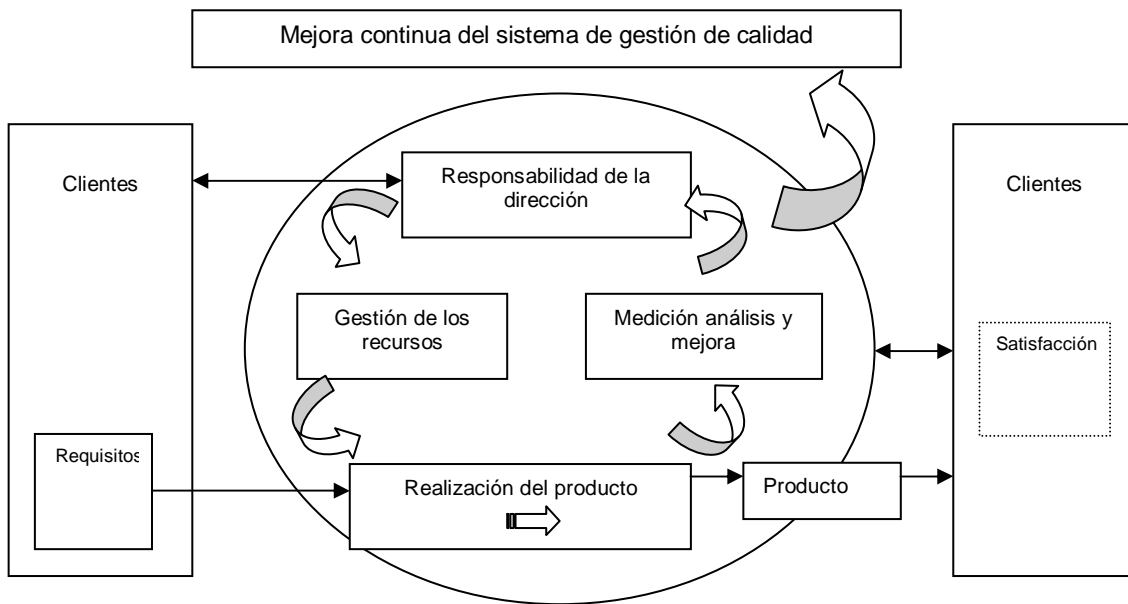 Mejora continua del sistema de gestión de calidad
Clientes
Responsabilidad de la
dirección
Clientes
Gestión de los
recursos
Medición análisis y
mejora
Satisfacción
Requisitos
Realización del producto
Producto